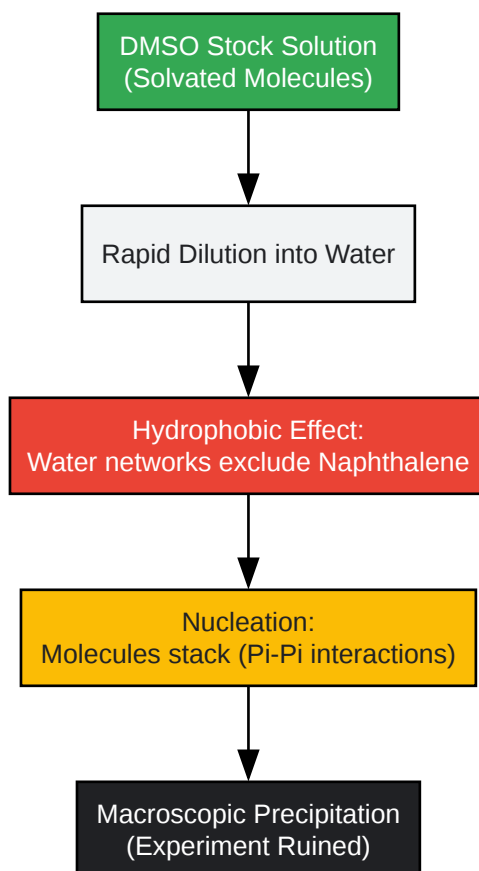 DMSO Stock Solution
(Solvated Molecules)
Rapid Dilution into Water
Hydrophobic Effect:
Water networks exclude Naphthalene
Nucleation:
Molecules stack (Pi-Pi interactions)
Macroscopic Precipitation
(Experiment Ruined)